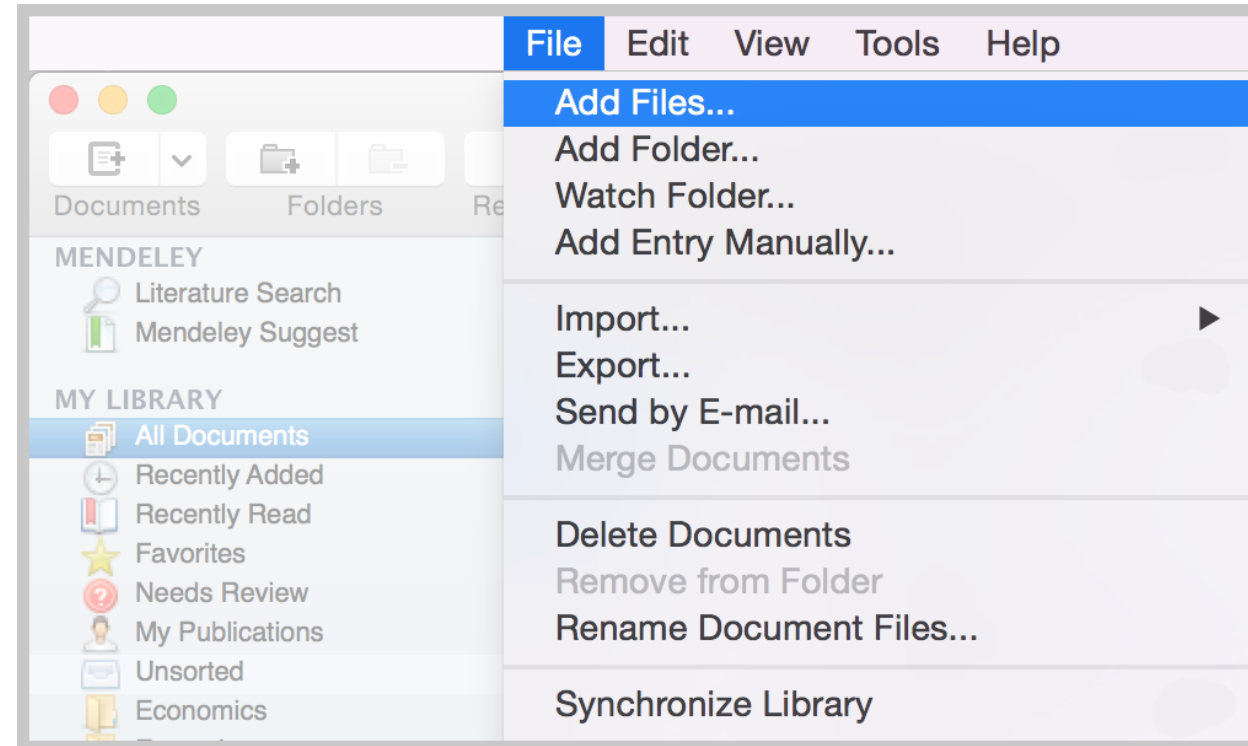 File Edit View Tools Help
Add Files...
Add Folder...
Watch Folder...
Add Entry Manually...
Import...
Export...
Send by E-mail...
Merge Documents
Delete Documents
Remove from Folder
Rename Document Files...
Synchronize Library
Documents Folders Re
MENDELEY
Literature Search
Mendeley Suggest
MY LIBRARY
All Documents
Recently Added
Recently Read
Favorites
Needs Review
My Publications
Unsorted
Economics